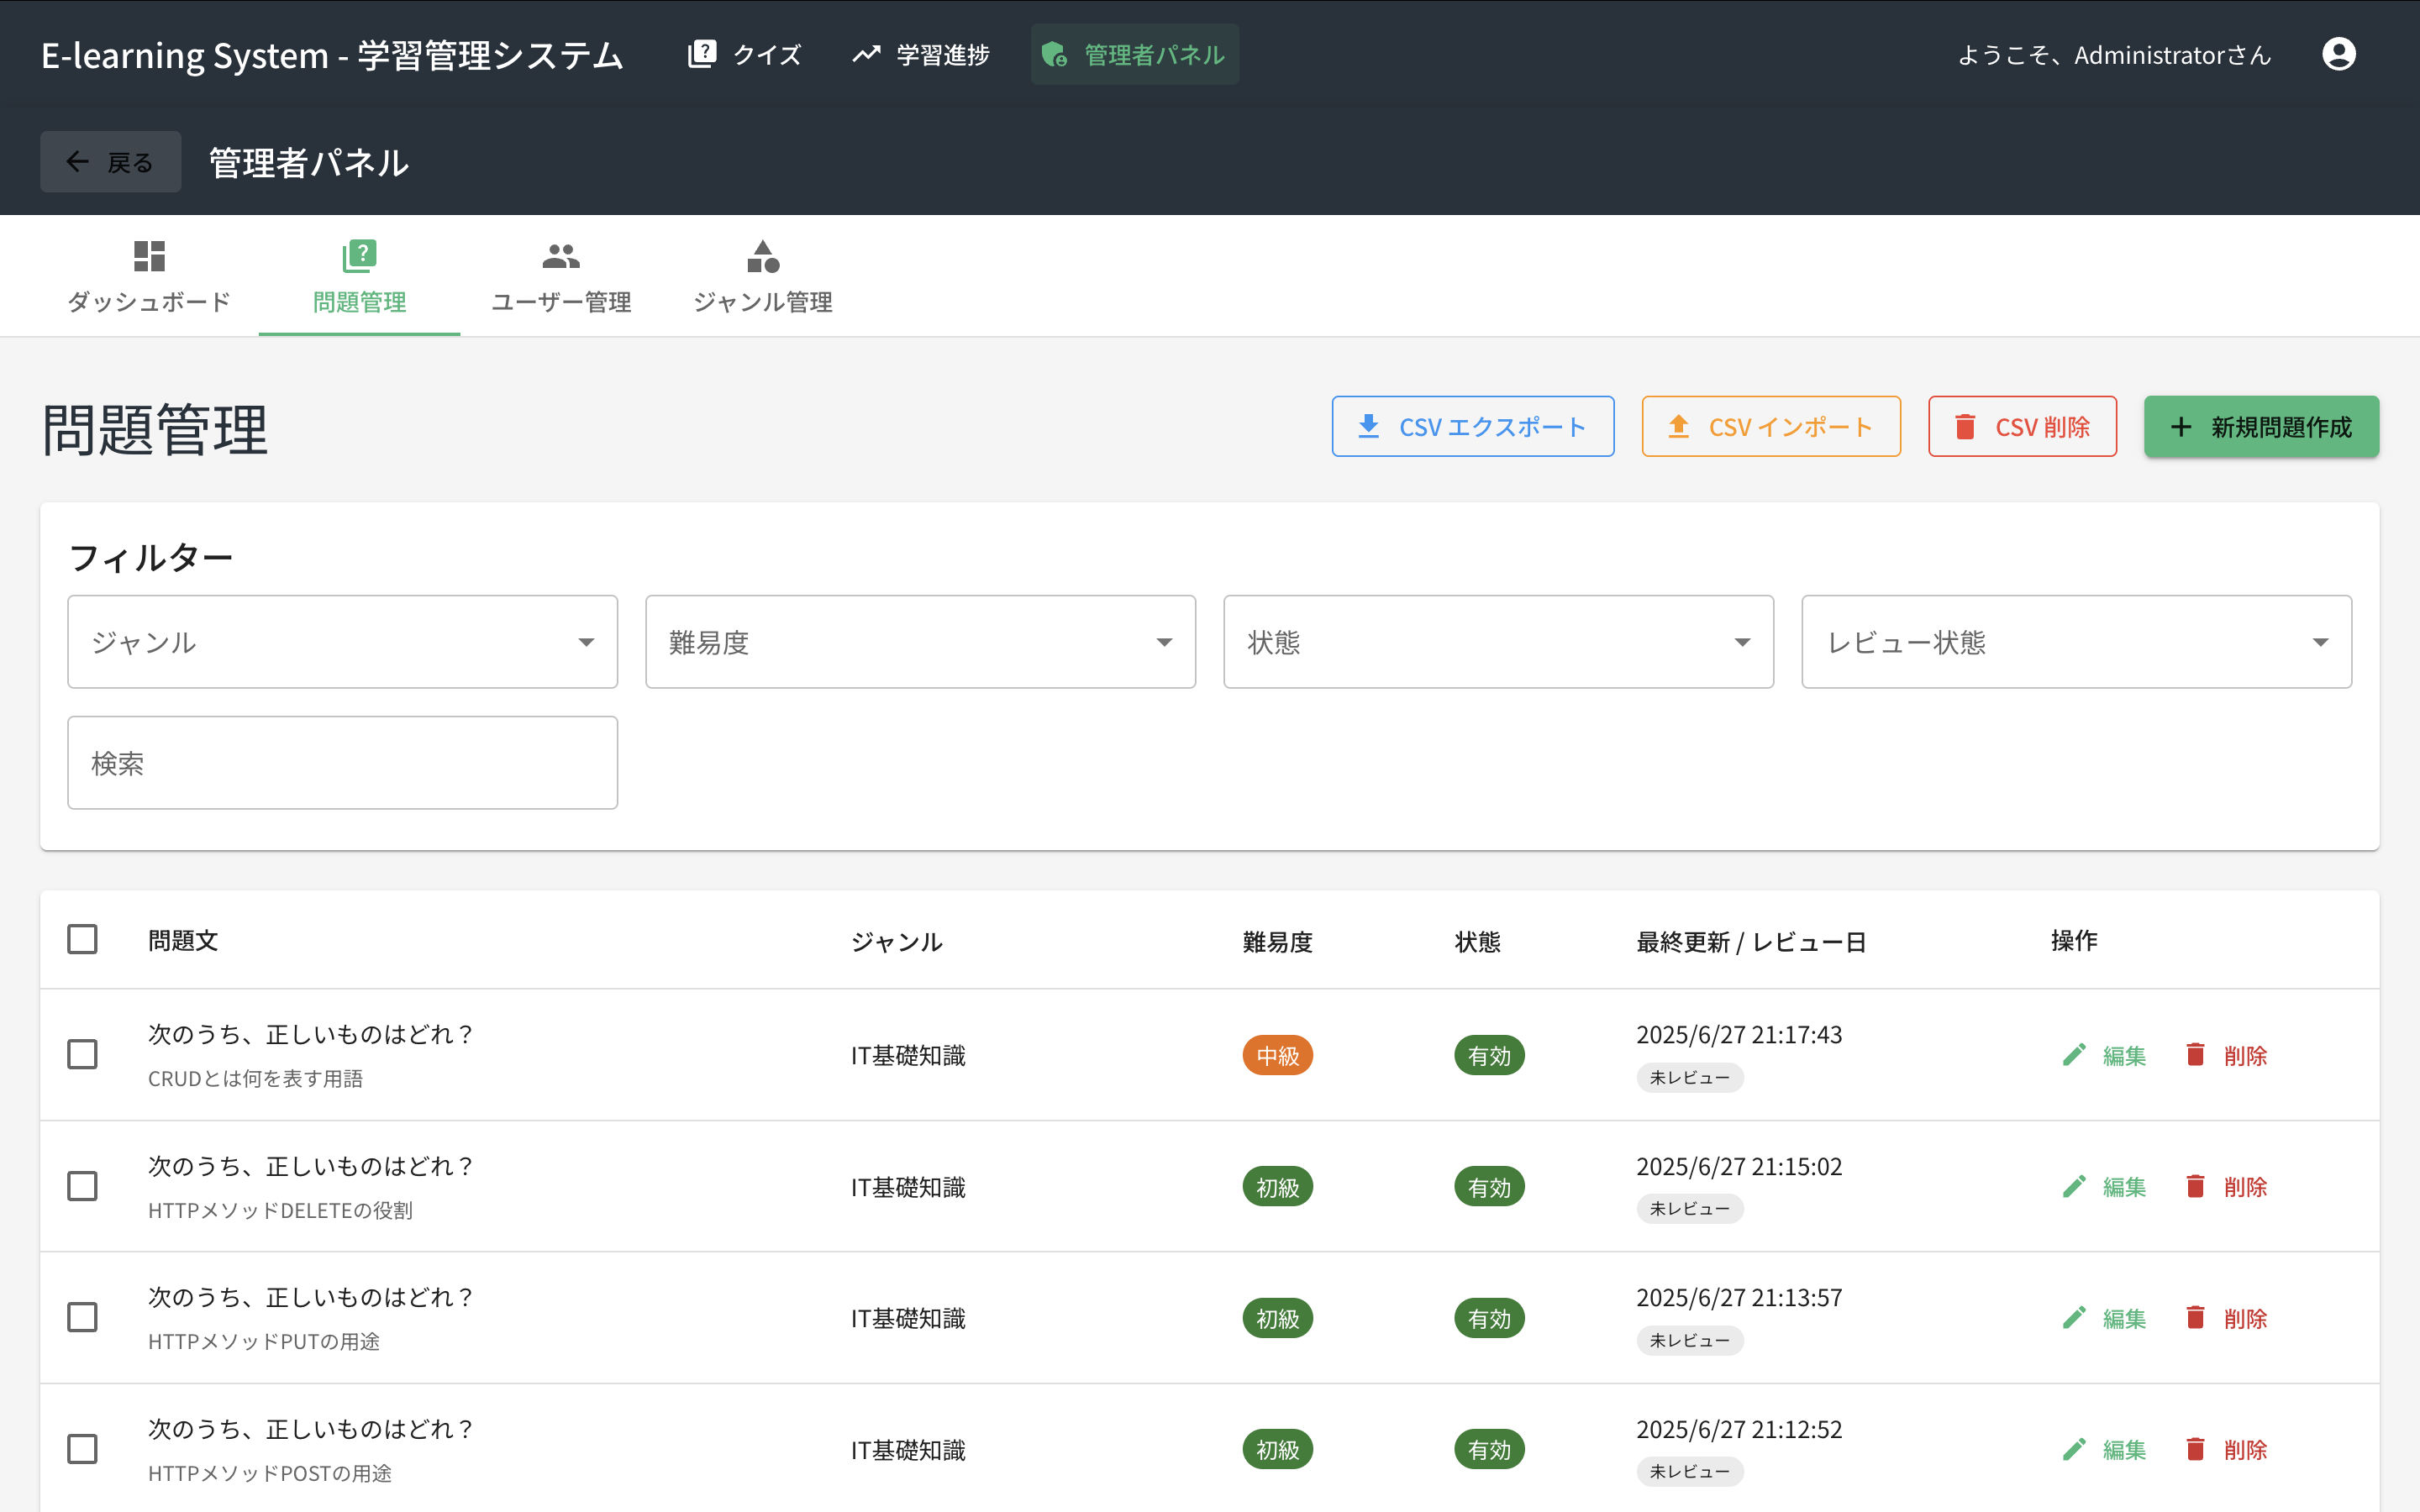 E-learning System - 学習管理システム クイズ 学習進捗 管理者パネル ようこそ、Administratorさん
戻る 管理者パネル
ダッシュボード 問題管理 ユーザー管理 ジャンル管理
問題管理 CSV エクスポート CSV インポート CSV 削除 新規問題作成
フィルター
ジャンル 難易度 状態 レビュー状態
検索
問題文 ジャンル 難易度 状態 最終更新 / レビュー日 操作
次のうち、正しいものはどれ？ IT基礎知識 中級 有効 2025/6/27 21:17:43 編集 削除
CRUDとは何を表す用語 未レビュー
次のうち、正しいものはどれ？ IT基礎知識 初級 有効 2025/6/27 21:15:02 編集 削除
HTTPメソッドDELETEの役割 未レビュー
次のうち、正しいものはどれ？ IT基礎知識 初級 有効 2025/6/27 21:13:57 編集 削除
HTTPメソッドPUTの用途 未レビュー
次のうち、正しいものはどれ？ IT基礎知識 初級 有効 2025/6/27 21:12:52 編集 削除
HTTPメソッドPOSTの用途 未レビュー